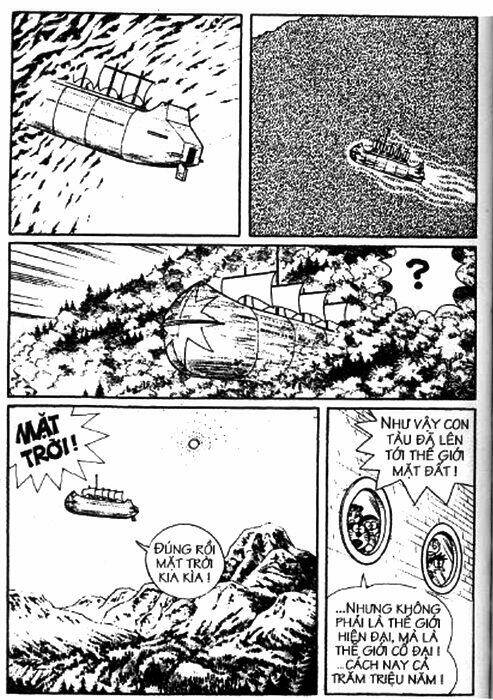 ?
MẶT
TRỜI!
ĐÚNG RỒI
MẶT TRỜI
KIA KÌA!
NHƯ VẬY CON
TÀU ĐÃ LÊN
TỚI THẾ GIỚI
MẶT ĐẤT!
...NHƯNG KHÔNG
PHẢI LÀ THẾ GIỚI
HIỆN ĐẠI, MÀ LÀ
THẾ GIỚI CỔ ĐẠI!
...CÁCH NAY CẢ
TRĂM TRIỆU NĂM!